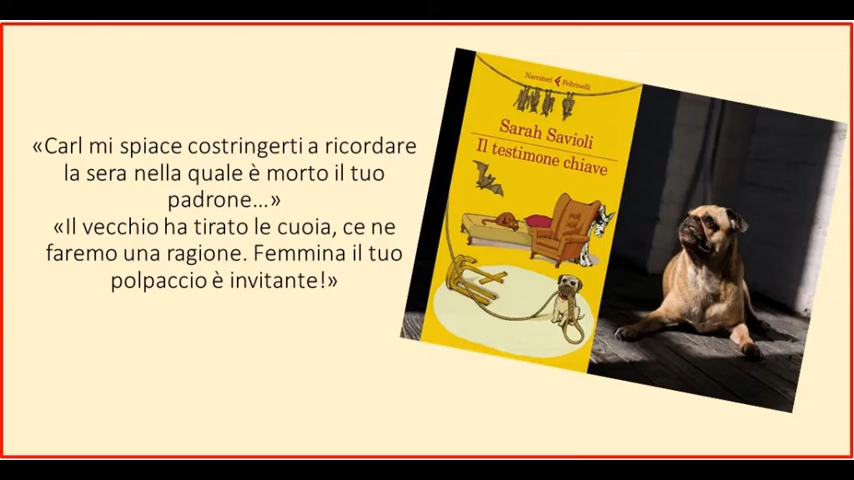 «Carl mi spiace costringerti a ricordare
la sera nella quale è morto il tuo
padrone...»
«Il vecchio ha tirato le cuoia, ce ne
faremo una ragione. Femmina il tuo
polpaccio è invitante!»
Narratori Feltrinelli
Sarah Savioli
Il testimone chiave